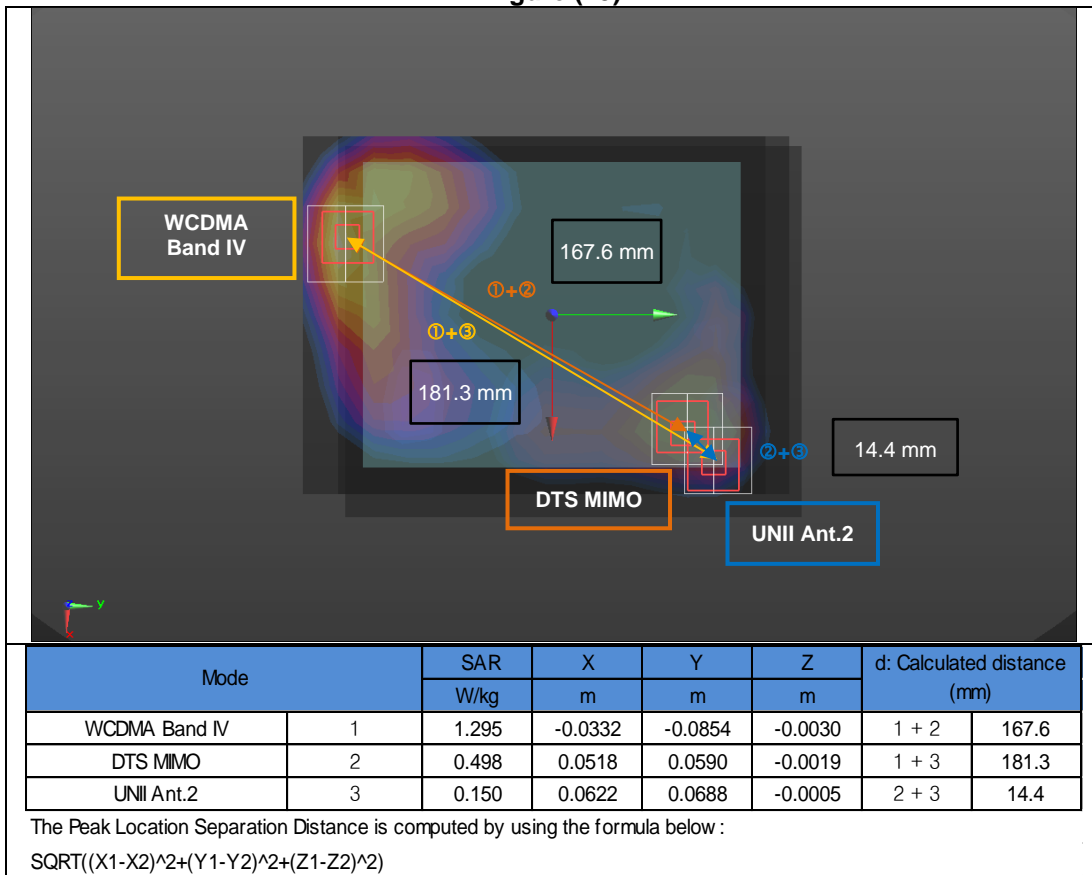 WCDMA
Band IV
167.6 mm
①+②
①+③
181.3 mm
②+③
14.4 mm
DTS MIMO
UNII Ant.2
y
x
Mode SAR X Y Z d: Calculated distance (mm)
W/kg m m m
WCDMA Band IV 1 1.295 -0.0332 -0.0854 -0.0030 1 + 2 167.6
DTS MIMO 2 0.498 0.0518 0.0590 -0.0019 1 + 3 181.3
UNII Ant.2 3 0.150 0.0622 0.0688 -0.0005 2 + 3 14.4
The Peak Location Separation Distance is computed by using the formula below :
SQRT((X1-X2)^2+(Y1-Y2)^2+(Z1-Z2)^2)